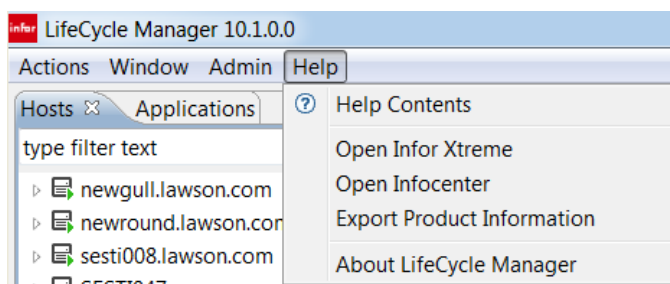 infor LifeCycle Manager 10.1.0.0
Actions Window Admin Help
Hosts Applications
type filter text
newgull.lawson.com
newround.lawson.con
sesti008.lawson.com
Help Contents
Open Infor Xtreme
Open Infocenter
Export Product Information
About LifeCycle Manager